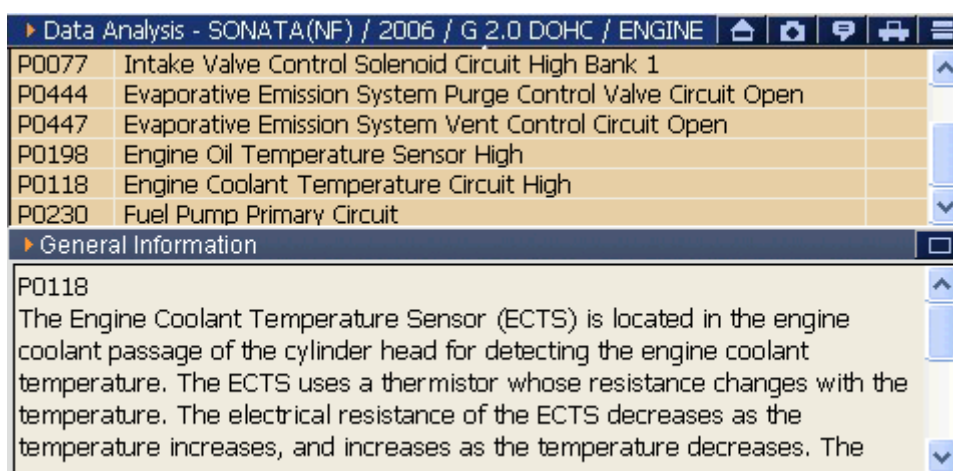 Data Analysis - SONATA(NF) / 2006 / G 2.0 DOHC / ENGINE
P0077 Intake Valve Control Solenoid Circuit High Bank 1
P0444 Evaporative Emission System Purge Control Valve Circuit Open
P0447 Evaporative Emission System Vent Control Circuit Open
P0198 Engine Oil Temperature Sensor High
P0118 Engine Coolant Temperature Circuit High
P0230 Fuel Pump Primary Circuit
General Information
P0118
The Engine Coolant Temperature Sensor (ECTS) is located in the engine
coolant passage of the cylinder head for detecting the engine coolant
temperature. The ECTS uses a thermistor whose resistance changes with the
temperature. The electrical resistance of the ECTS decreases as the
temperature increases, and increases as the temperature decreases. The